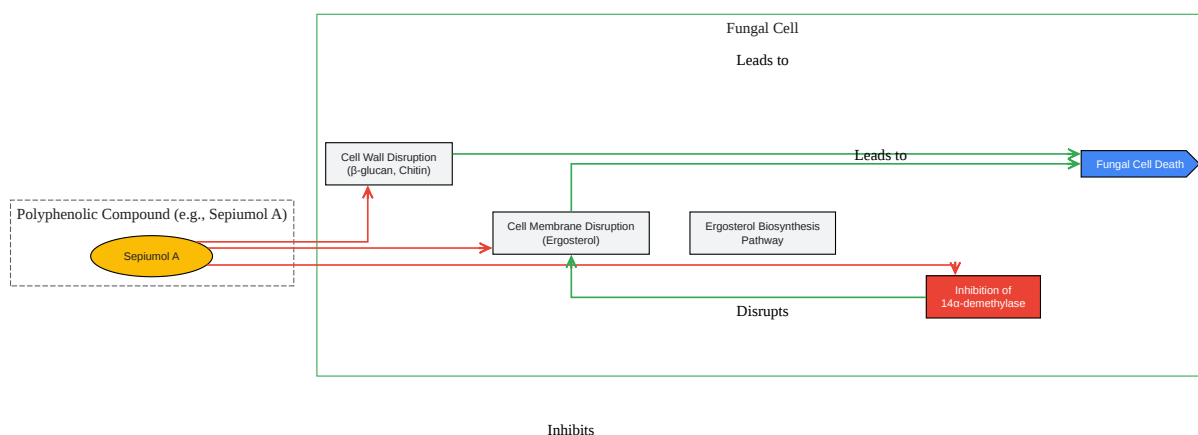 Fungal Cell
Leads to
Cell Wall Disruption
(β-glucan, Chitin)
Leads to
Fungal Cell Death
Polyphenolic Compound (e.g., Sepiumol A)
Sepiumol A
Cell Membrane Disruption
(Ergosterol)
Ergosterol Biosynthesis
Pathway
Inhibition of
14α-demethylase
Disrupts
Inhibits